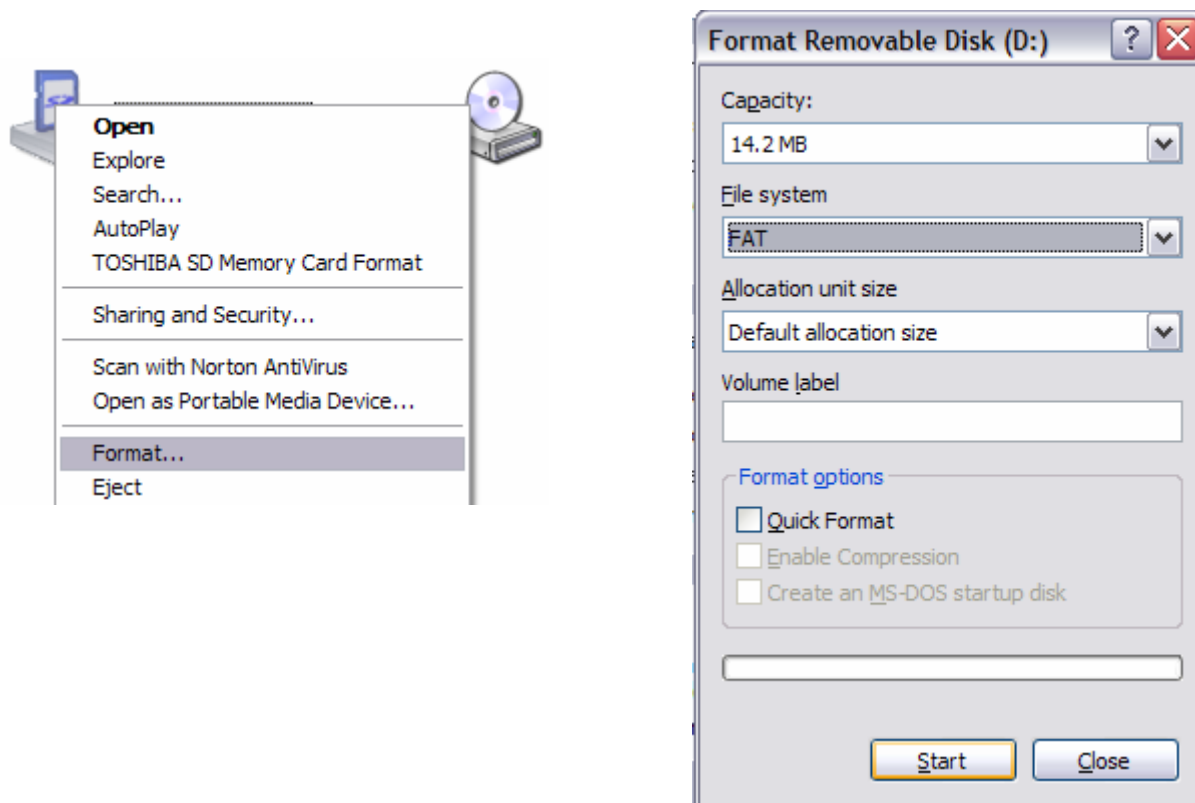 Open
Explore
Search...
AutoPlay
TOSHIBA SD Memory Card Format
Sharing and Security...
Scan with Norton AntiVirus
Open as Portable Media Device...
Format...
Eject
Format Removable Disk (D:)
Capacity:
14.2 MB
File system
FAT
Allocation unit size
Default allocation size
Volume label
Format options
Quick Format
Enable Compression
Create an MS-DOS startup disk
Start
Close